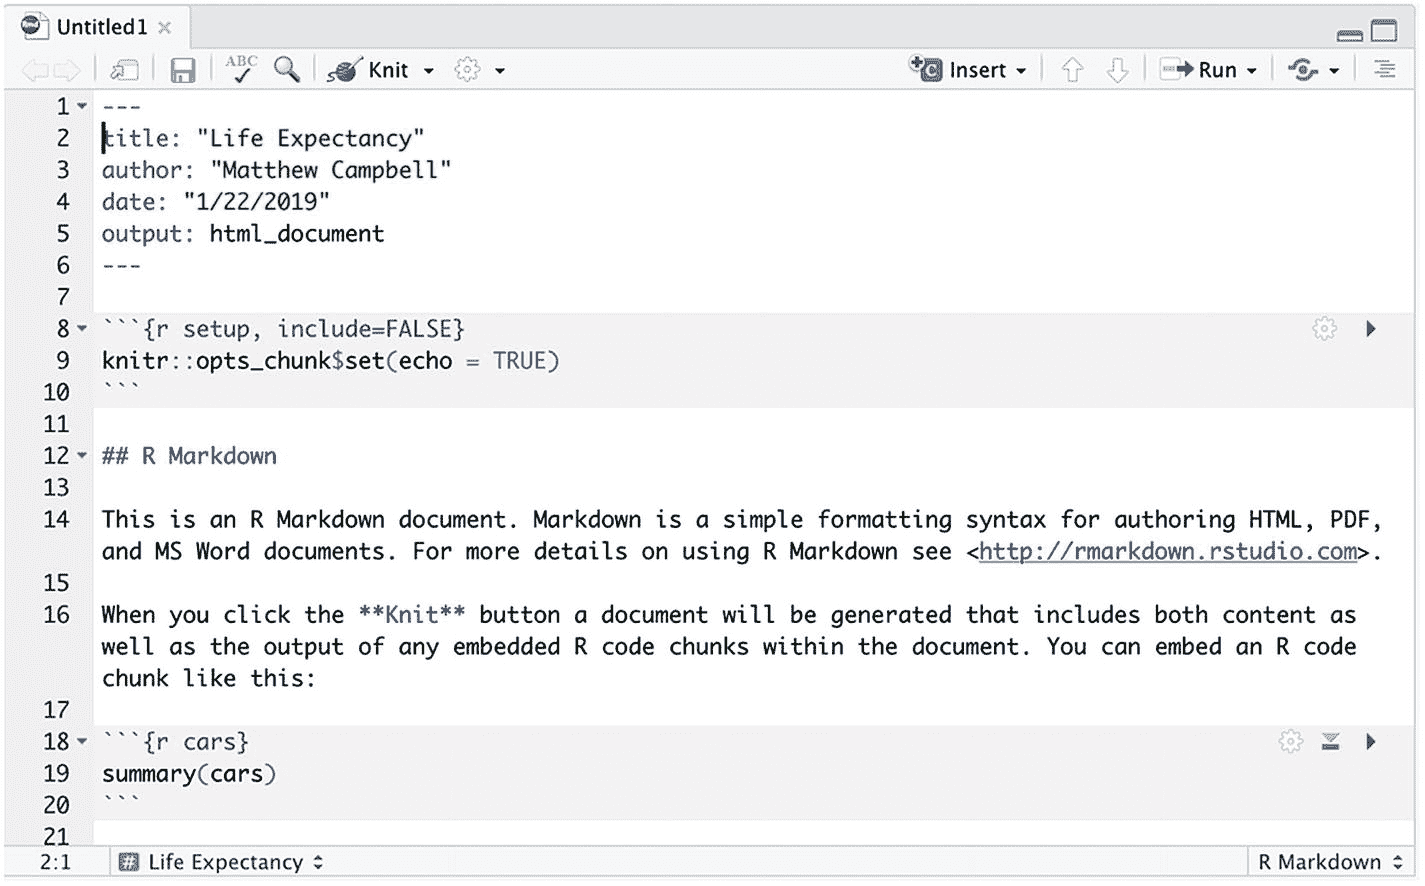 Untitled1
ABC
Knit
Insert
Run
1 ---
2 title: "Life Expectancy"
3 author: "Matthew Campbell"
4 date: "1/22/2019"
5 output: html_document
6 ---
7
8 ```{r setup, include=FALSE}
9 knitr::opts_chunk$set(echo = TRUE)
10 ```
11
12 ## R Markdown
13
14 This is an R Markdown document. Markdown is a simple formatting syntax for authoring HTML, PDF,
and MS Word documents. For more details on using R Markdown see <http://rmarkdown.rstudio.com>.
15
16 When you click the **Knit** button a document will be generated that includes both content as
well as the output of any embedded R code chunks within the document. You can embed an R code
chunk like this:
17
18 ```{r cars}
19 summary(cars)
20 ```
21
2:1 # Life Expectancy R Markdown